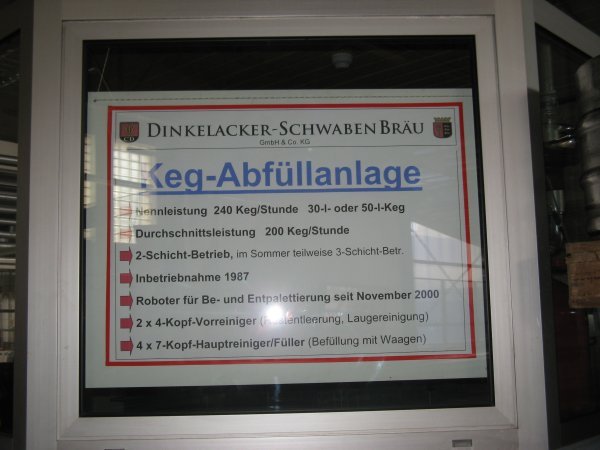 CD DINKELACKER-SCHWABENBRÄU
GmbH & Co. KG
Keg-Abfüllanlage
Nennleistung 240 Keg/Stunde 30-l- oder 50-l-Keg
Durchschnittsleistung 200 Keg/Stunde
2-Schicht-Betrieb, im Sommer teilweise 3-Schicht-Betr.
Inbetriebnahme 1987
Roboter für Be- und Entpalettierung seit November 2000
2 x 4-Kopf-Vorreiniger (Restentleerung, Laugereinigung)
4 x 7-Kopf-Hauptreiniger/Füller (Befüllung mit Waagen)